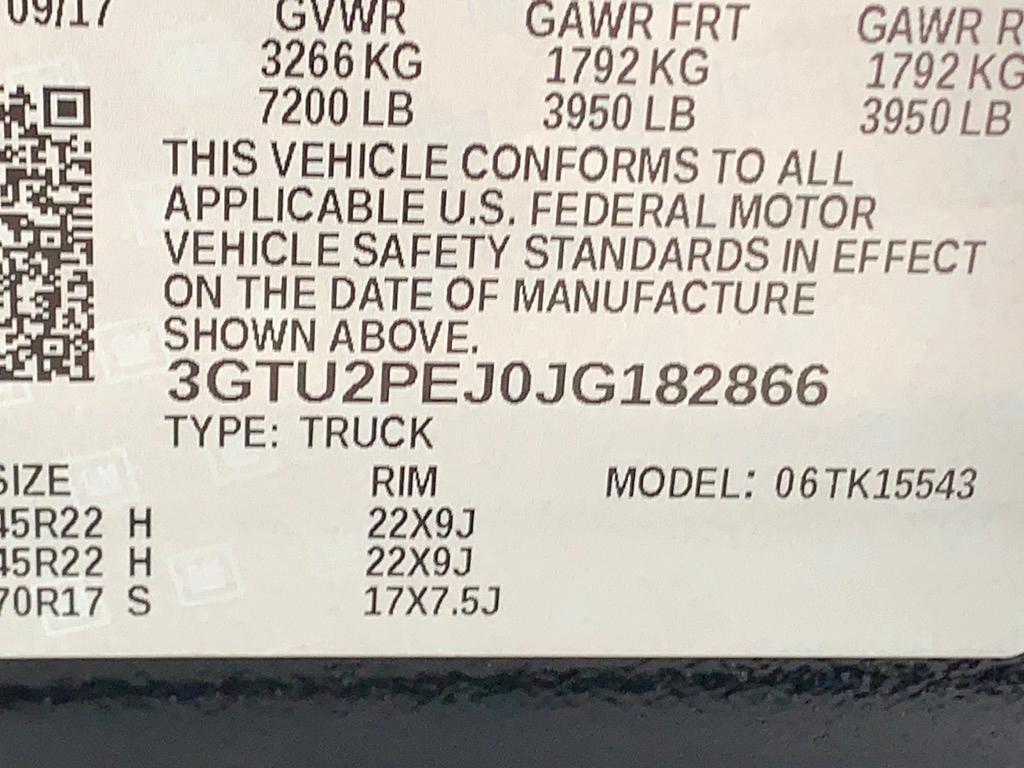 09/17 GVWR GAWR FRT GAWR R
3266 KG 1792 KG 1792 KG
7200 LB 3950 LB 3950 LB
THIS VEHICLE CONFORMS TO ALL
APPLICABLE U.S. FEDERAL MOTOR
VEHICLE SAFETY STANDARDS IN EFFECT
ON THE DATE OF MANUFACTURE
SHOWN ABOVE.
3GTU2PEJ0JG182866
TYPE: TRUCK
SIZE RIM MODEL: 06TK15543
45R22 H 22X9J
45R22 H 22X9J
70R17 S 17X7.5J